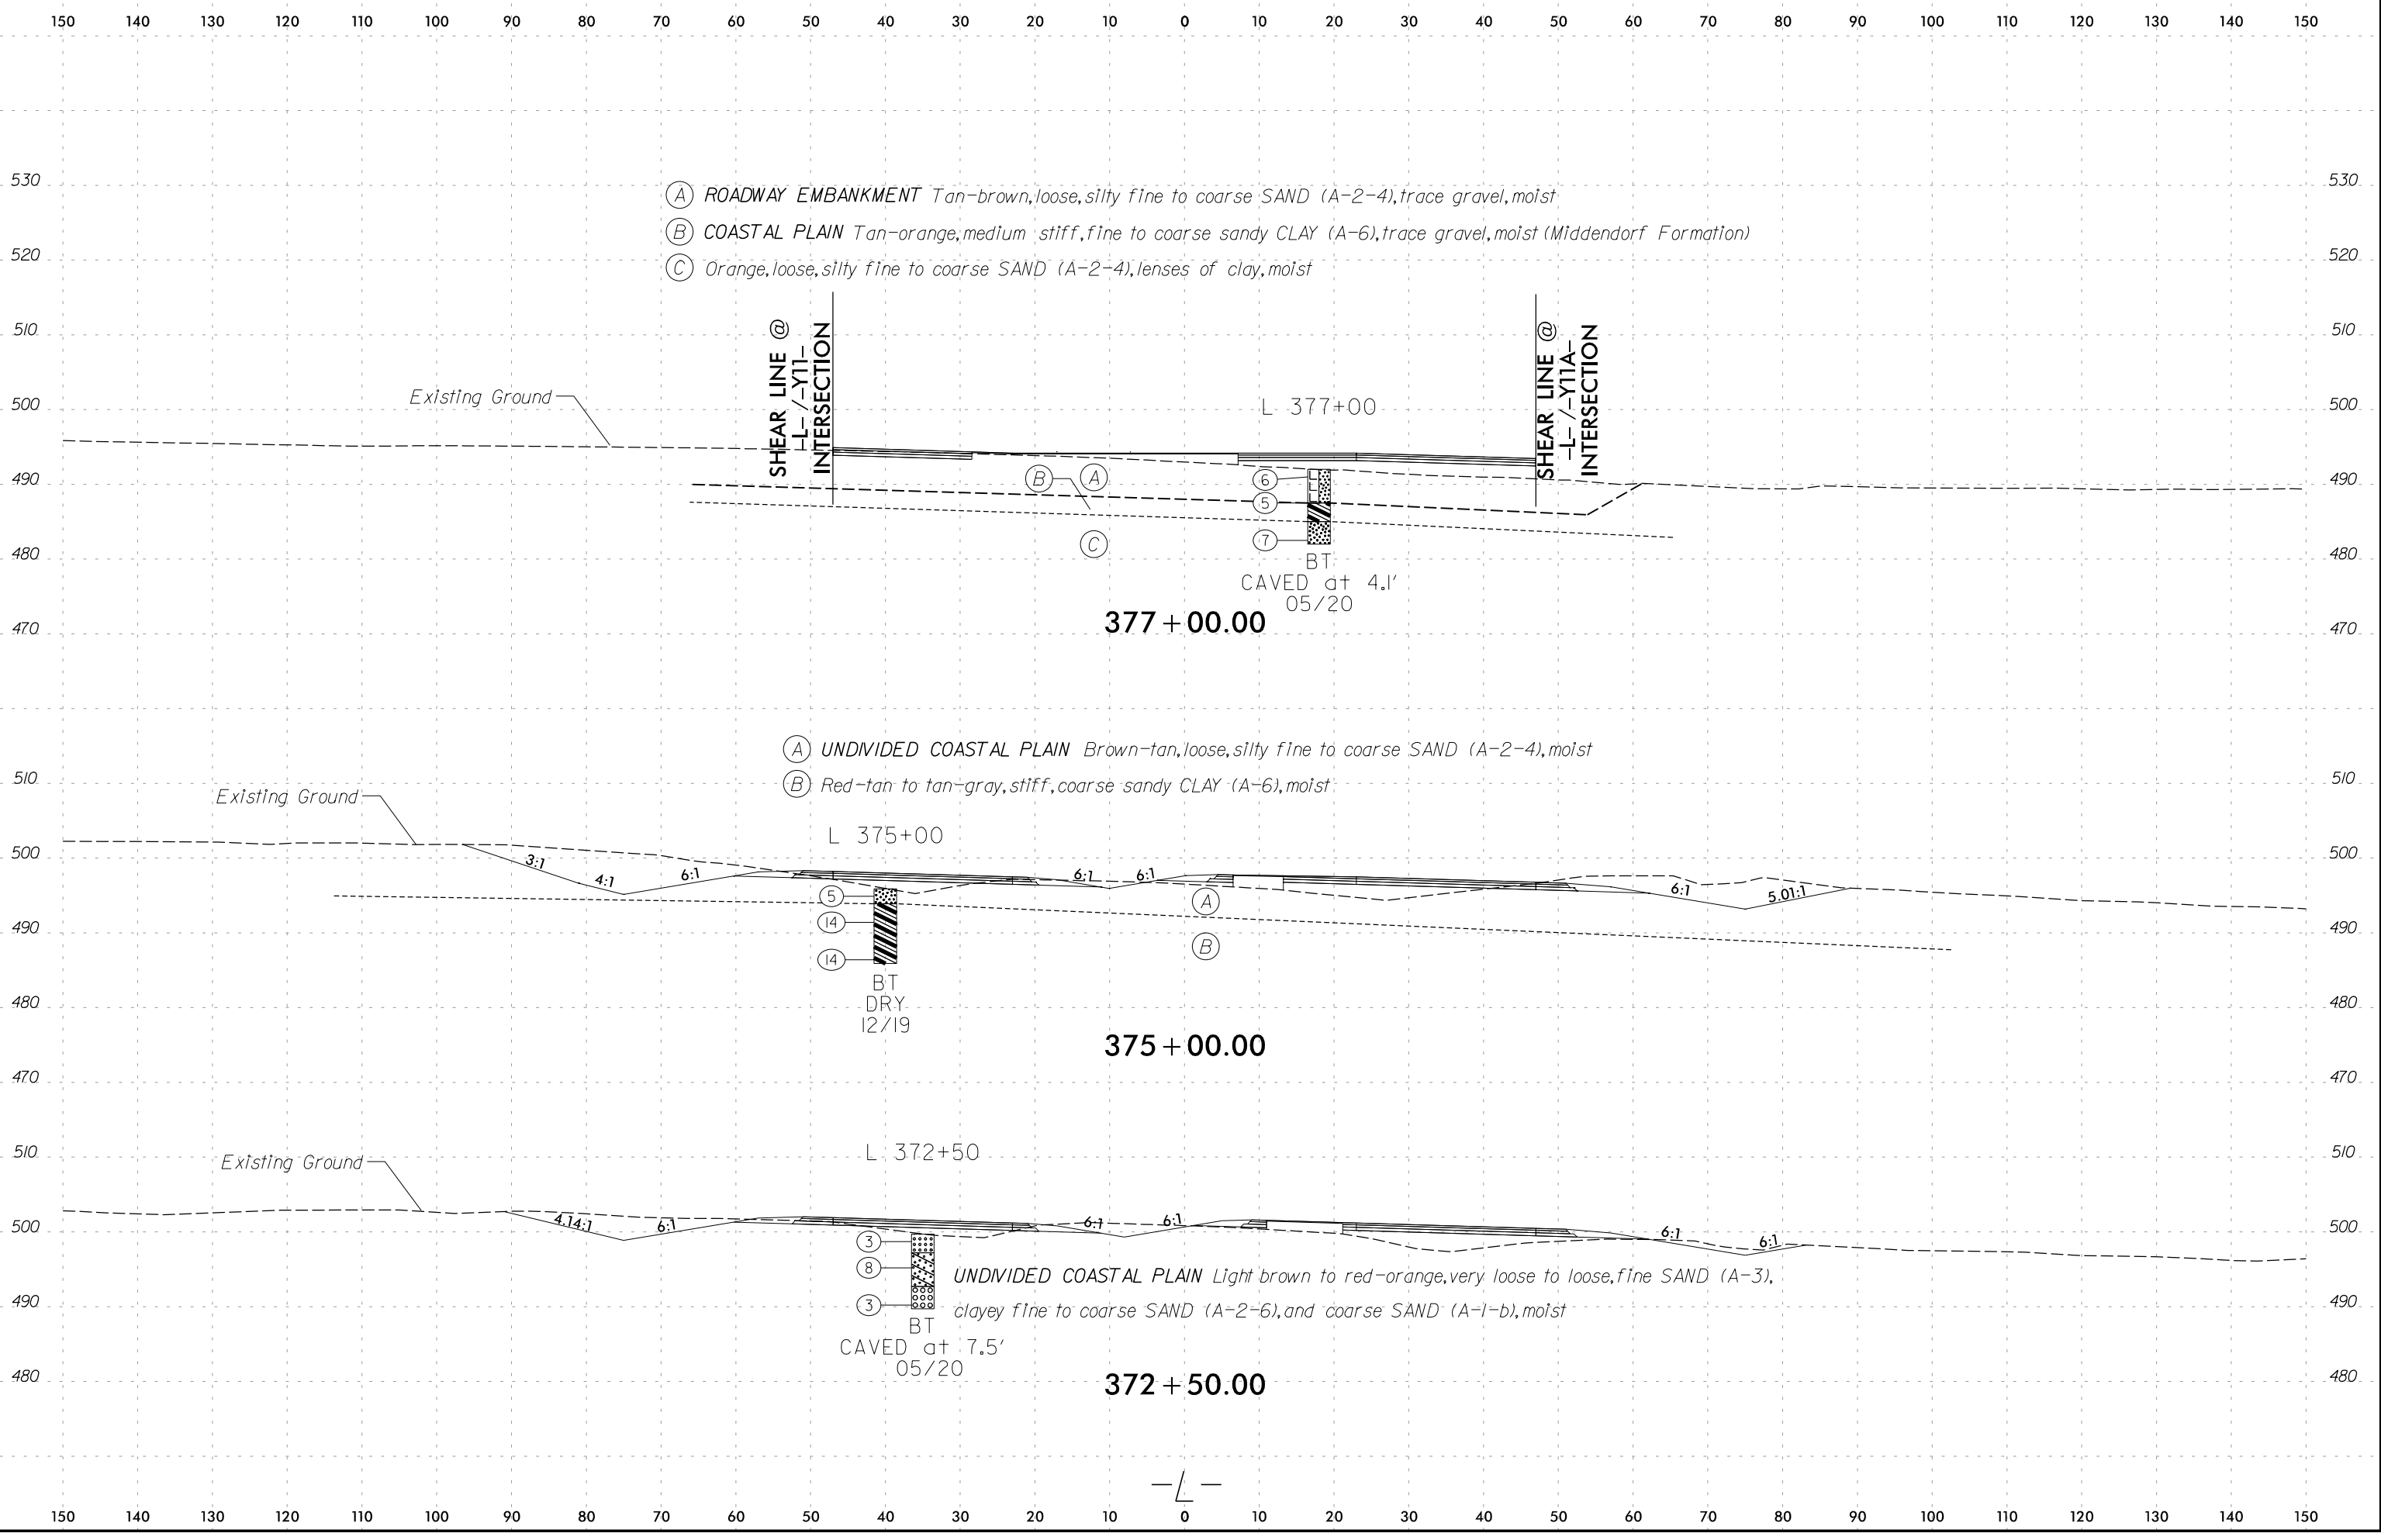 150 140 130 120 110 100 90 80 70 60 50 40 30 20 10 0 10 20 30 40 50 60 70 80 90 100 110 120 130 140 150
530 530
(A) ROADWAY EMBANKMENT Tan-brown, loose, silty fine to coarse SAND (A-2-4), trace gravel, moist
(B) COASTAL PLAIN Tan-orange, medium stiff, fine to coarse sandy CLAY (A-6), trace gravel, moist (Middendorf Formation)
520 520
(C) Orange, loose, silty fine to coarse SAND (A-2-4), lenses of clay, moist
510 510
SHEAR LINE @
-L-/-Y11-
INTERSECTION
SHEAR LINE @
-L-/-Y11A-
INTERSECTION
Existing Ground
500 L 377+00 500
490 B A 6 490
5
C 7
480 480
BT
CAVED at 4.1'
05/20
377+00.00
470 470
(A) UNDIVIDED COASTAL PLAIN Brown-tan, loose, silty fine to coarse SAND (A-2-4), moist
(B) Red-tan to tan-gray, stiff, coarse sandy CLAY (A-6), moist
510 510
Existing Ground
L 375+00
500 500
3:1 4:1 6:1 6:1 6:1 6:1 5.01:1
5 A
14
490 490
B
14
BT
DRY
12/19
480 480
375+00.00
470 470
510 510
Existing Ground
L 372+50
500 500
4.14:1 6:1 6:1 6:1 6:1 6:1
3
8
UNDIVIDED COASTAL PLAIN Light brown to red-orange, very loose to loose, fine SAND (A-3),
3
490 490
clayey fine to coarse SAND (A-2-6), and coarse SAND (A-1-b), moist
BT
CAVED at 7.5'
05/20
480 480
372+50.00
-L-
150 140 130 120 110 100 90 80 70 60 50 40 30 20 10 0 10 20 30 40 50 60 70 80 90 100 110 120 130 140 150